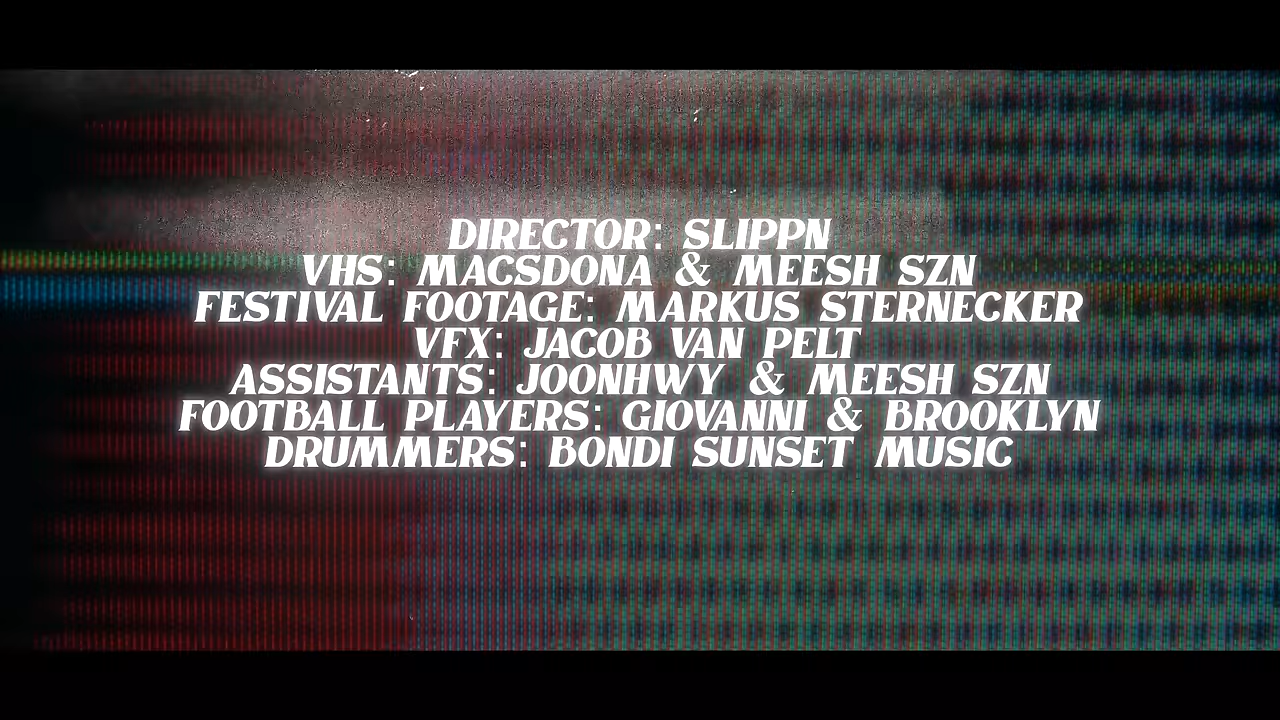 DIRECTOR: SLIPPN
VHS: MACSDONA & MEESH SZN
FESTIVAL FOOTAGE: MARKUS STERNECKER
VFX: JACOB VAN PELT
ASSISTANTS: JOONHWY & MEESH SZN
FOOTBALL PLAYERS: GIOVANNI & BROOKLYN
DRUMMERS: BONDI SUNSET MUSIC